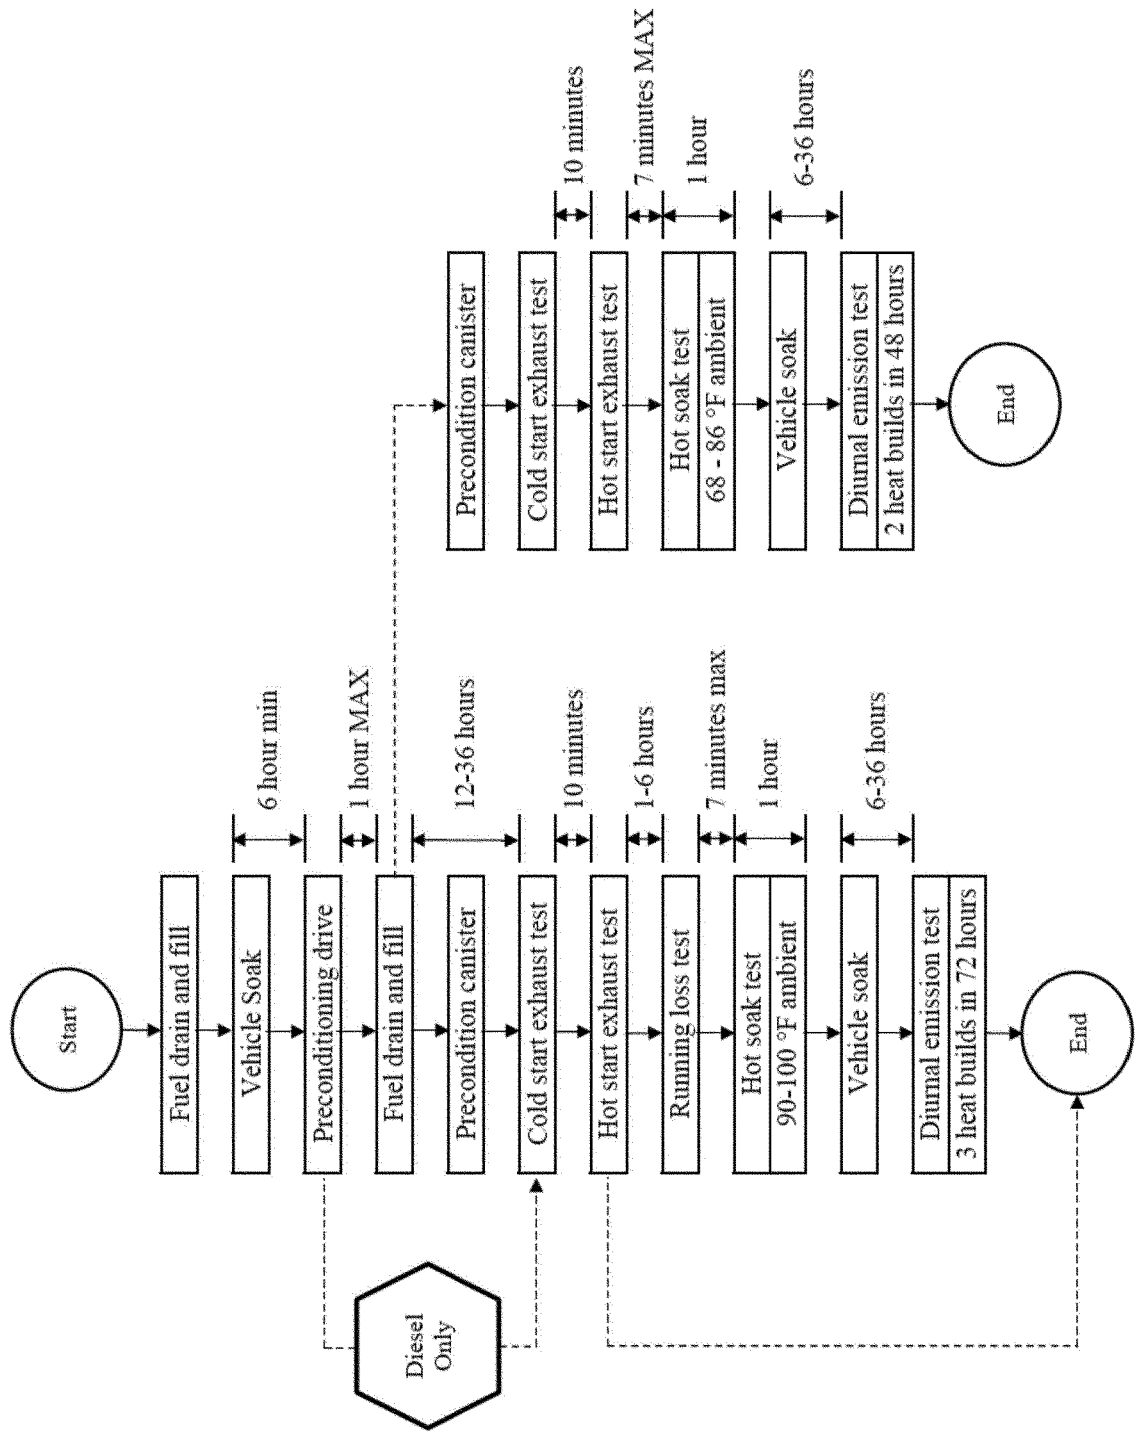 Start
Fuel drain and fill
Vehicle Soak
6 hour min
Preconditioning drive
1 hour MAX
Fuel drain and fill
12-36 hours
Precondition canister
Cold start exhaust test
10 minutes
Hot start exhaust test
1-6 hours
Running loss test
7 minutes max
Hot soak test
90-100 °F ambient
1 hour
Vehicle soak
6-36 hours
Diurnal emission test
3 heat builds in 72 hours
End
Diesel
Only
Precondition canister
Cold start exhaust test
10 minutes
Hot start exhaust test
7 minutes MAX
Hot soak test
68 - 86 °F ambient
1 hour
Vehicle soak
6-36 hours
Diurnal emission test
2 heat builds in 48 hours
End